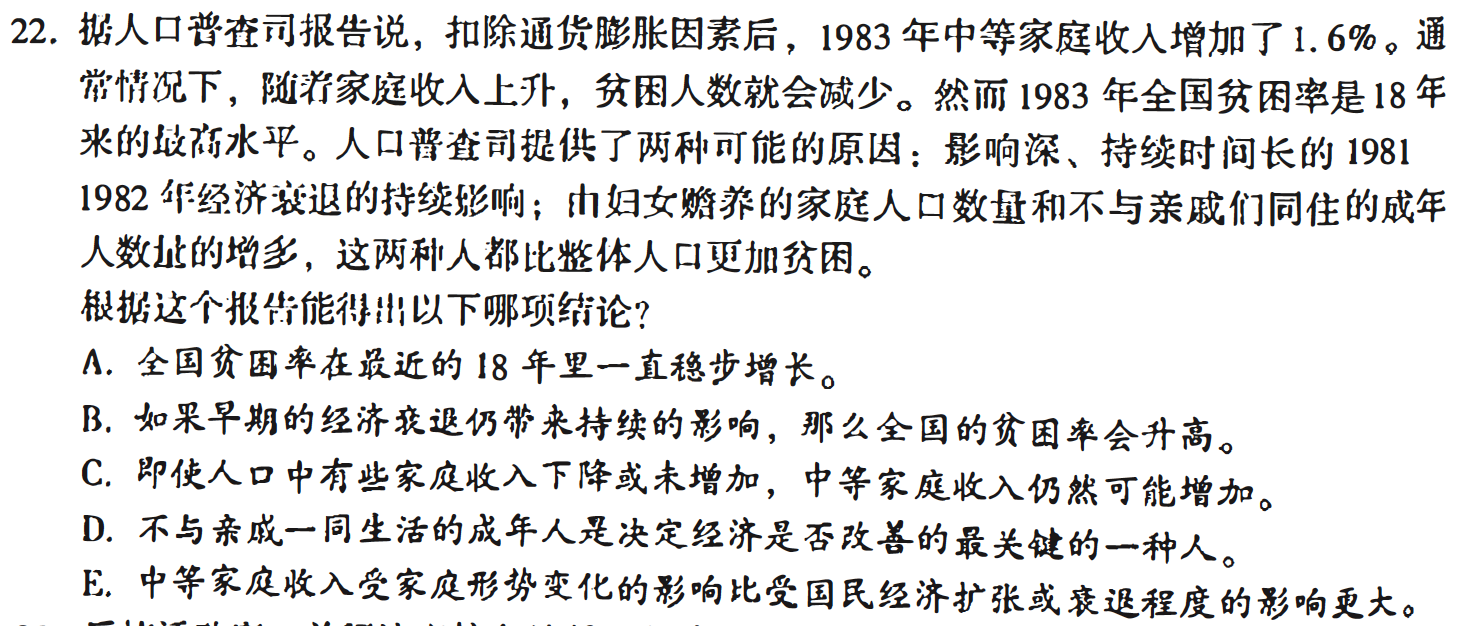 22. 据人口普查司报告说，扣除通货膨胀因素后，1983 年中等家庭收入增加了1.6%。通
常情况下，随着家庭收入上升，贫困人数就会减少。然而1983 年全国贫困率是18年
来的最高水平。人口普查司提供了两种可能的原因：影响深、持续时间长的 1981
1982 年经济衰退的持续影响；由妇女赡养的家庭人口数量和不与亲戚们同住的成年
人数量的增多，这两种人都比整体人口更加贫困。
根据这个报告能得出以下哪项结论？
A. 全国贫困率在最近的 18 年里一直稳步增长。
B. 如果早期的经济衰退仍带来持续的影响，那么全国的贫困率会升高。
C. 即使人口中有些家庭收入下降或未增加，中等家庭收入仍然可能增加。
D. 不与亲戚一同生活的成年人是决定经济是否改善的最关键的一种人。
E. 中等家庭收入受家庭形势变化的影响比受国民经济扩张或衰退程度的影响更大。